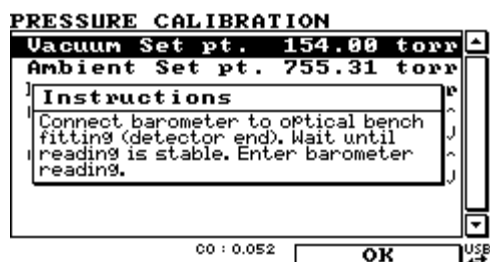 PRESSURE CALIBRATION
Vacuum Set pt. 154.00 torr
Ambient Set pt. 755.31 torr
Instructions
Connect barometer to optical bench
fitting (detector end). Wait until
reading is stable. Enter barometer
reading.
CO : 0.052
OK
USB